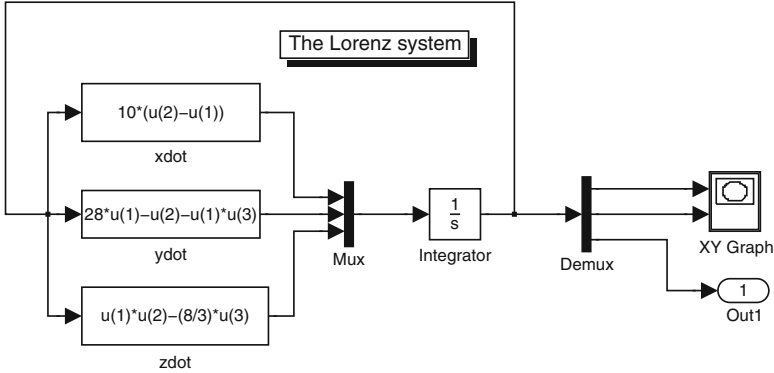 The Lorenz system
10*(u(2)−u(1))
xdot
28*u(1)−u(2)−u(1)*u(3)
ydot
u(1)*u(2)−(8/3)*u(3)
zdot
Mux
1
s
Integrator
Demux
XY Graph
1
Out1